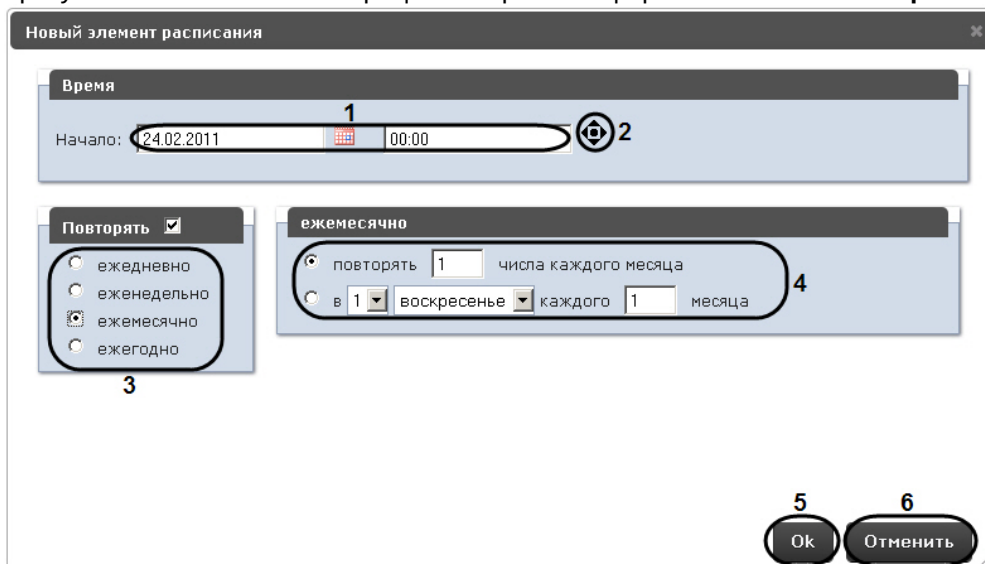 Новый элемент расписания
Время
1
Начало: 24.02.2011 00:00 2
Повторять
ежедневно
еженедельно
ежемесячно
ежегодно
3
ежемесячно
повторять 1 числа каждого месяца
в 1 воскресенье каждого 1 месяца
4
5 6
Ok Отменить